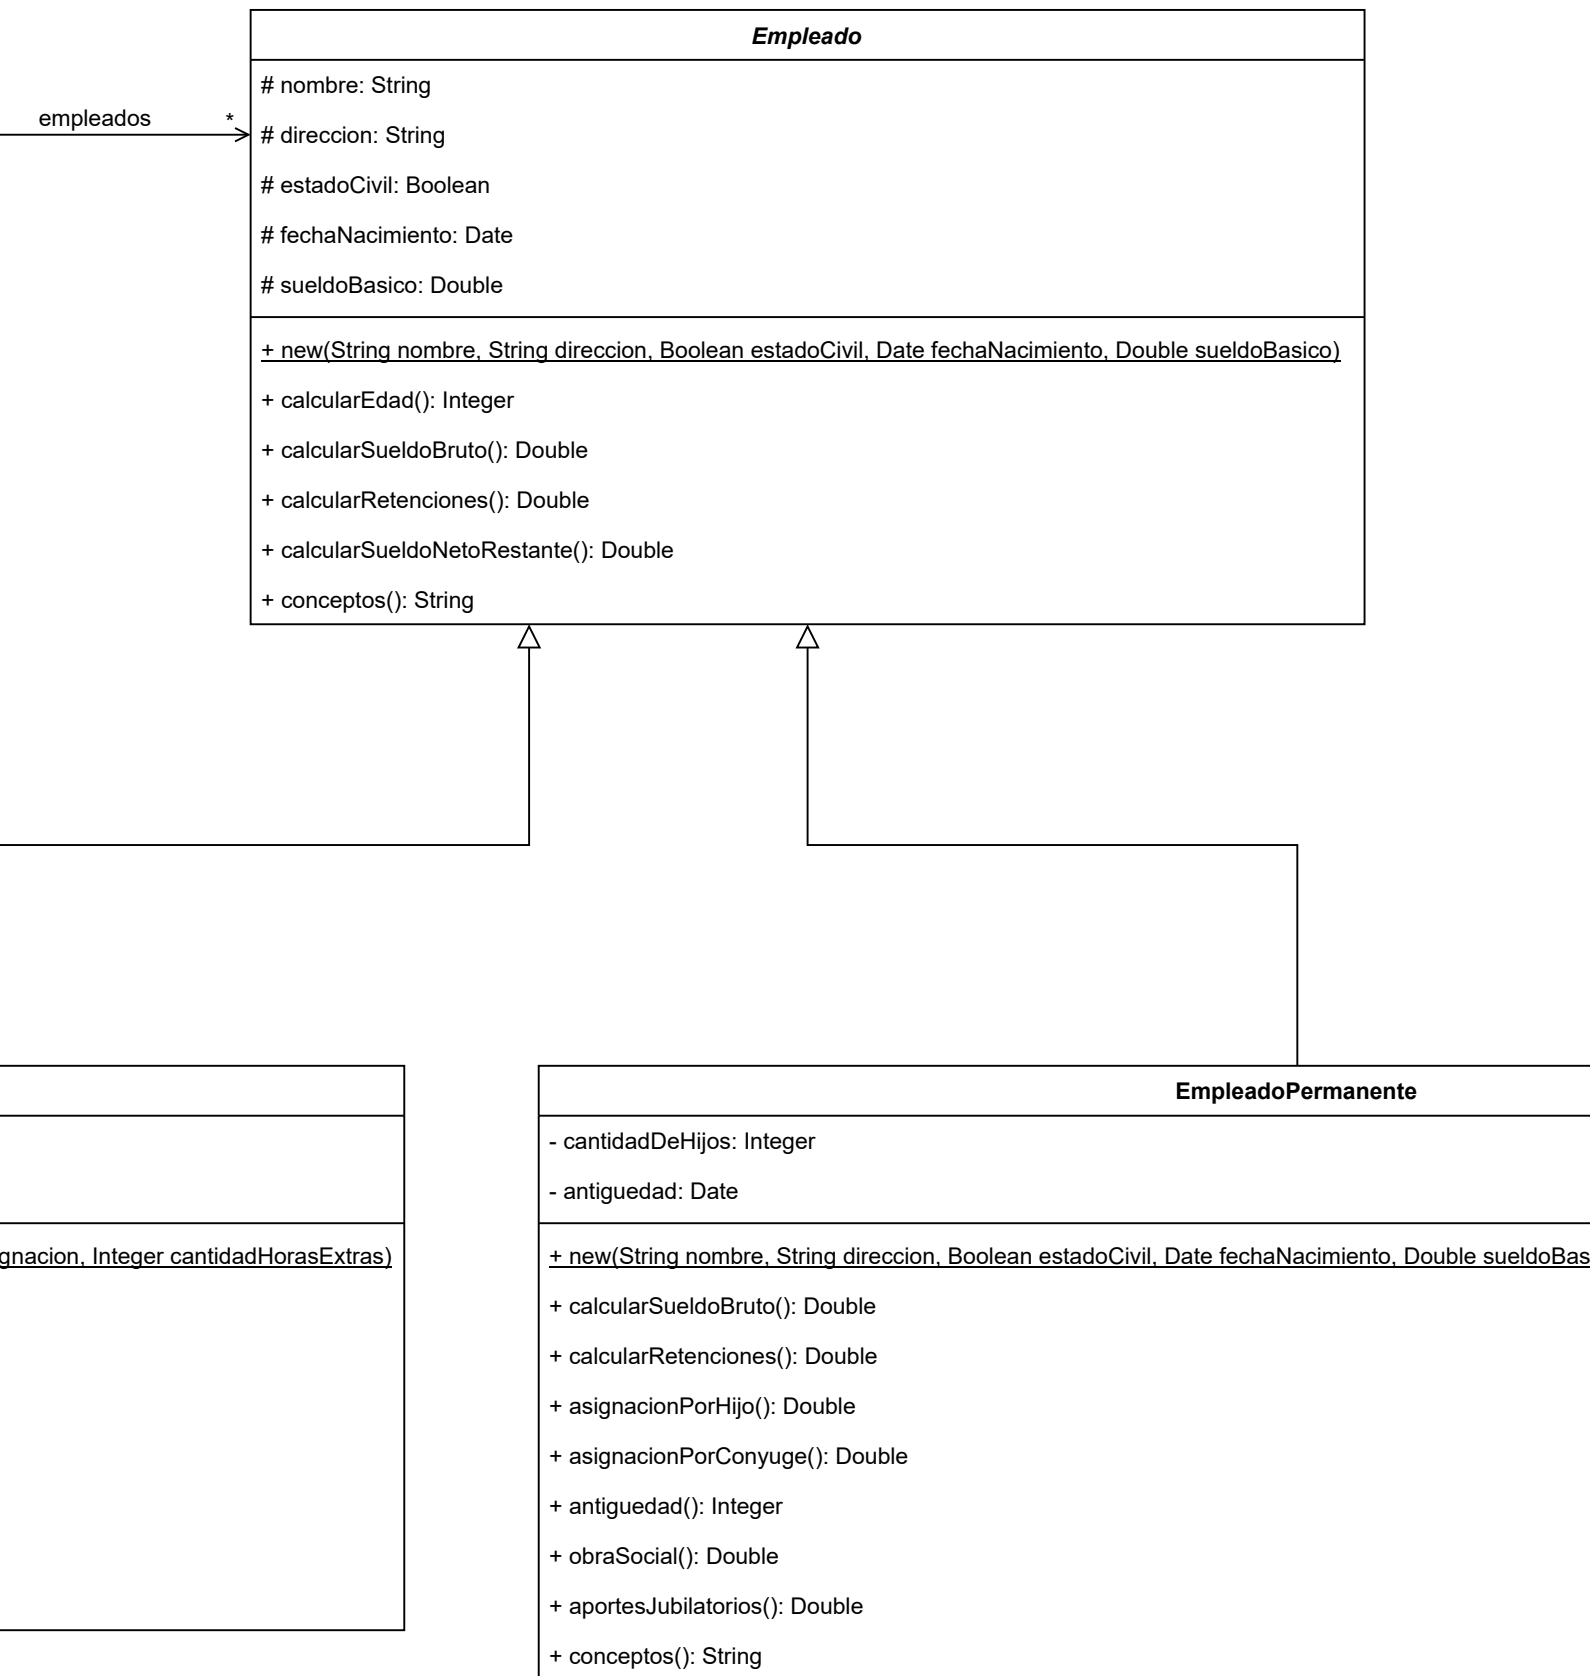 Empleado
# nombre: String
empleados
*
# direccion: String
# estadoCivil: Boolean
# fechaNacimiento: Date
# sueldoBasico: Double
+ new(String nombre, String direccion, Boolean estadoCivil, Date fechaNacimiento, Double sueldoBasico)
+ calcularEdad(): Integer
+ calcularSueldoBruto(): Double
+ calcularRetenciones(): Double
+ calcularSueldoNetoRestante(): Double
+ conceptos(): String
gnacion, Integer cantidadHorasExtras)
EmpleadoPermanente
- cantidadDeHijos: Integer
- antiguedad: Date
+ new(String nombre, String direccion, Boolean estadoCivil, Date fechaNacimiento, Double sueldoBas
+ calcularSueldoBruto(): Double
+ calcularRetenciones(): Double
+ asignacionPorHijo(): Double
+ asignacionPorConyuge(): Double
+ antiguedad(): Integer
+ obraSocial(): Double
+ aportesJubilatorios(): Double
+ conceptos(): String